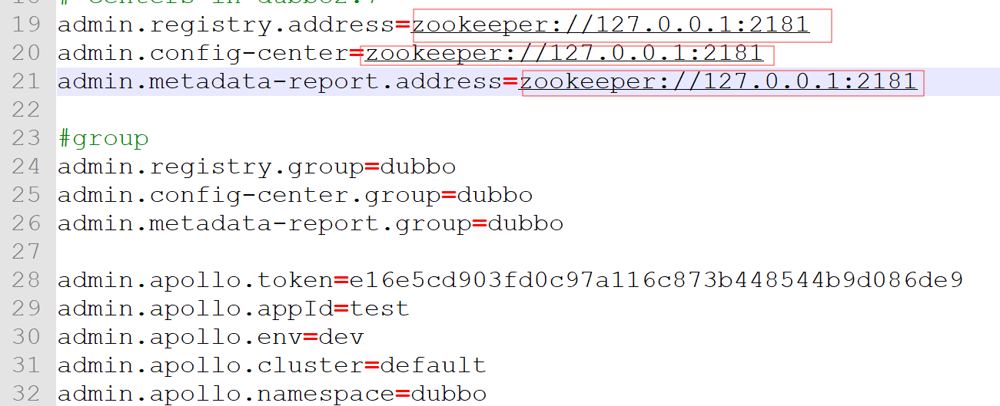 19 admin.registry.address=zookeeper://127.0.0.1:2181
20 admin.config-center=zookeeper://127.0.0.1:2181
21 admin.metadata-report.address=zookeeper://127.0.0.1:2181
22
23 #group
24 admin.registry.group=dubbo
25 admin.config-center.group=dubbo
26 admin.metadata-report.group=dubbo
27
28 admin.apollo.token=e16e5cd903fd0c97a116c873b448544b9d086de9
29 admin.apollo.appId=test
30 admin.apollo.env=dev
31 admin.apollo.cluster=default
32 admin.apollo.namespace=dubbo